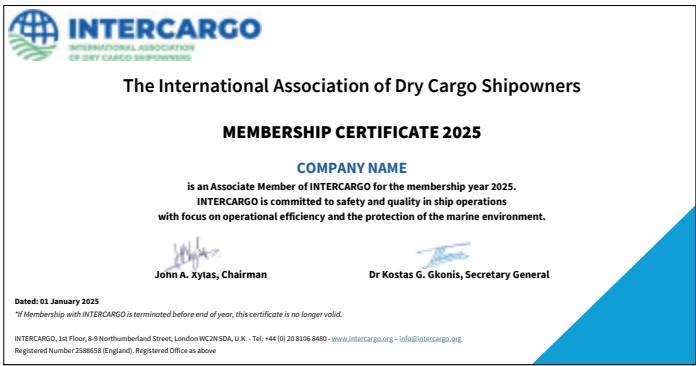 INTERCARGO
INTERNATIONAL ASSOCIATION
OF DRY CARGO SHIPOWNERS
The International Association of Dry Cargo Shipowners
MEMBERSHIP CERTIFICATE 2025
COMPANY NAME
is an Associate Member of INTERCARGO for the membership year 2025.
INTERCARGO is committed to safety and quality in ship operations
with focus on operational efficiency and the protection of the marine environment.
John A. Xylas, Chairman
Dr Kostas G. Gkonis, Secretary General
Dated: 01 January 2025
*If Membership with INTERCARGO is terminated before end of year, this certificate is no longer valid.
INTERCARGO, 1st Floor, 8-9 Northumberland Street, London WC2N 5DA, U.K. - Tel: +44 (0) 20 8106 8480 - www.intercargo.org – info@intercargo.org
Registered Number 2588658 (England). Registered Office as above